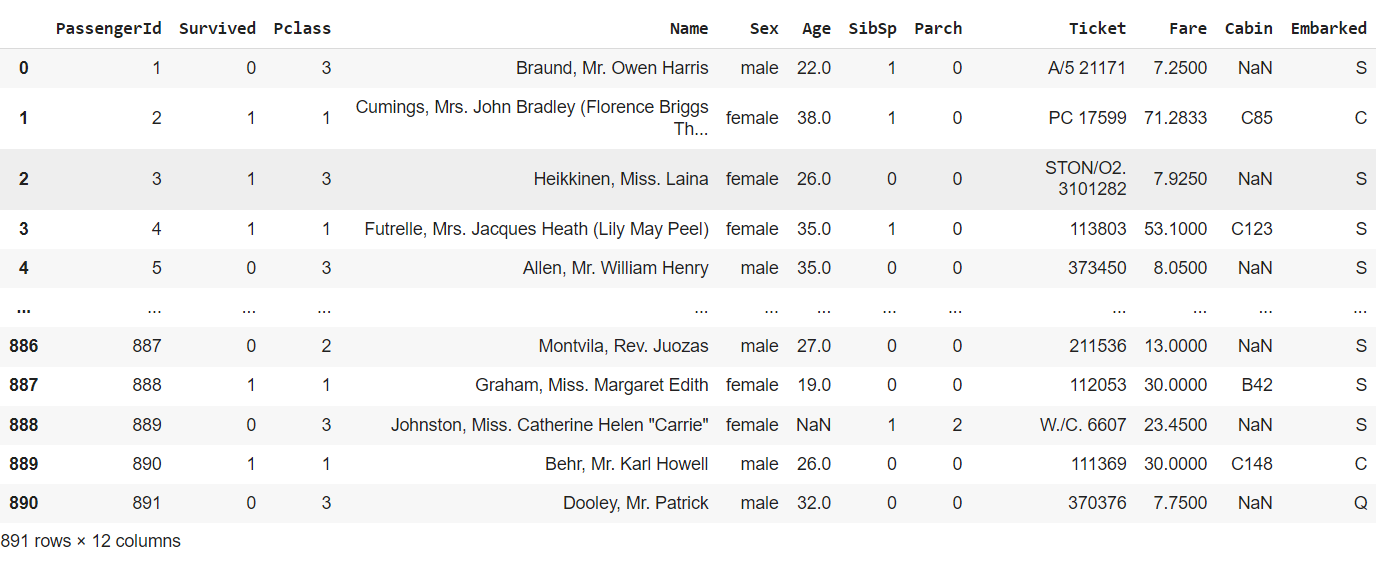 PassengerId Survived Pclass Name Sex Age SibSp Parch Ticket Fare Cabin Embarked
0 1 0 3 Braund, Mr. Owen Harris male 22.0 1 0 A/5 21171 7.2500 NaN S
1 2 1 1 Cumings, Mrs. John Bradley (Florence Briggs Th... female 38.0 1 0 PC 17599 71.2833 C85 C
2 3 1 3 Heikkinen, Miss. Laina female 26.0 0 0 STON/O2. 3101282 7.9250 NaN S
3 4 1 1 Futrelle, Mrs. Jacques Heath (Lily May Peel) female 35.0 1 0 113803 53.1000 C123 S
4 5 0 3 Allen, Mr. William Henry male 35.0 0 0 373450 8.0500 NaN S
... ... ... ... ... ... ... ... ... ... ... ... ...
886 887 0 2 Montvila, Rev. Juozas male 27.0 0 0 211536 13.0000 NaN S
887 888 1 1 Graham, Miss. Margaret Edith female 19.0 0 0 112053 30.0000 B42 S
888 889 0 3 Johnston, Miss. Catherine Helen "Carrie" female NaN 1 2 W./C. 6607 23.4500 NaN S
889 890 1 1 Behr, Mr. Karl Howell male 26.0 0 0 111369 30.0000 C148 C
890 891 0 3 Dooley, Mr. Patrick male 32.0 0 0 370376 7.7500 NaN Q
891 rows × 12 columns